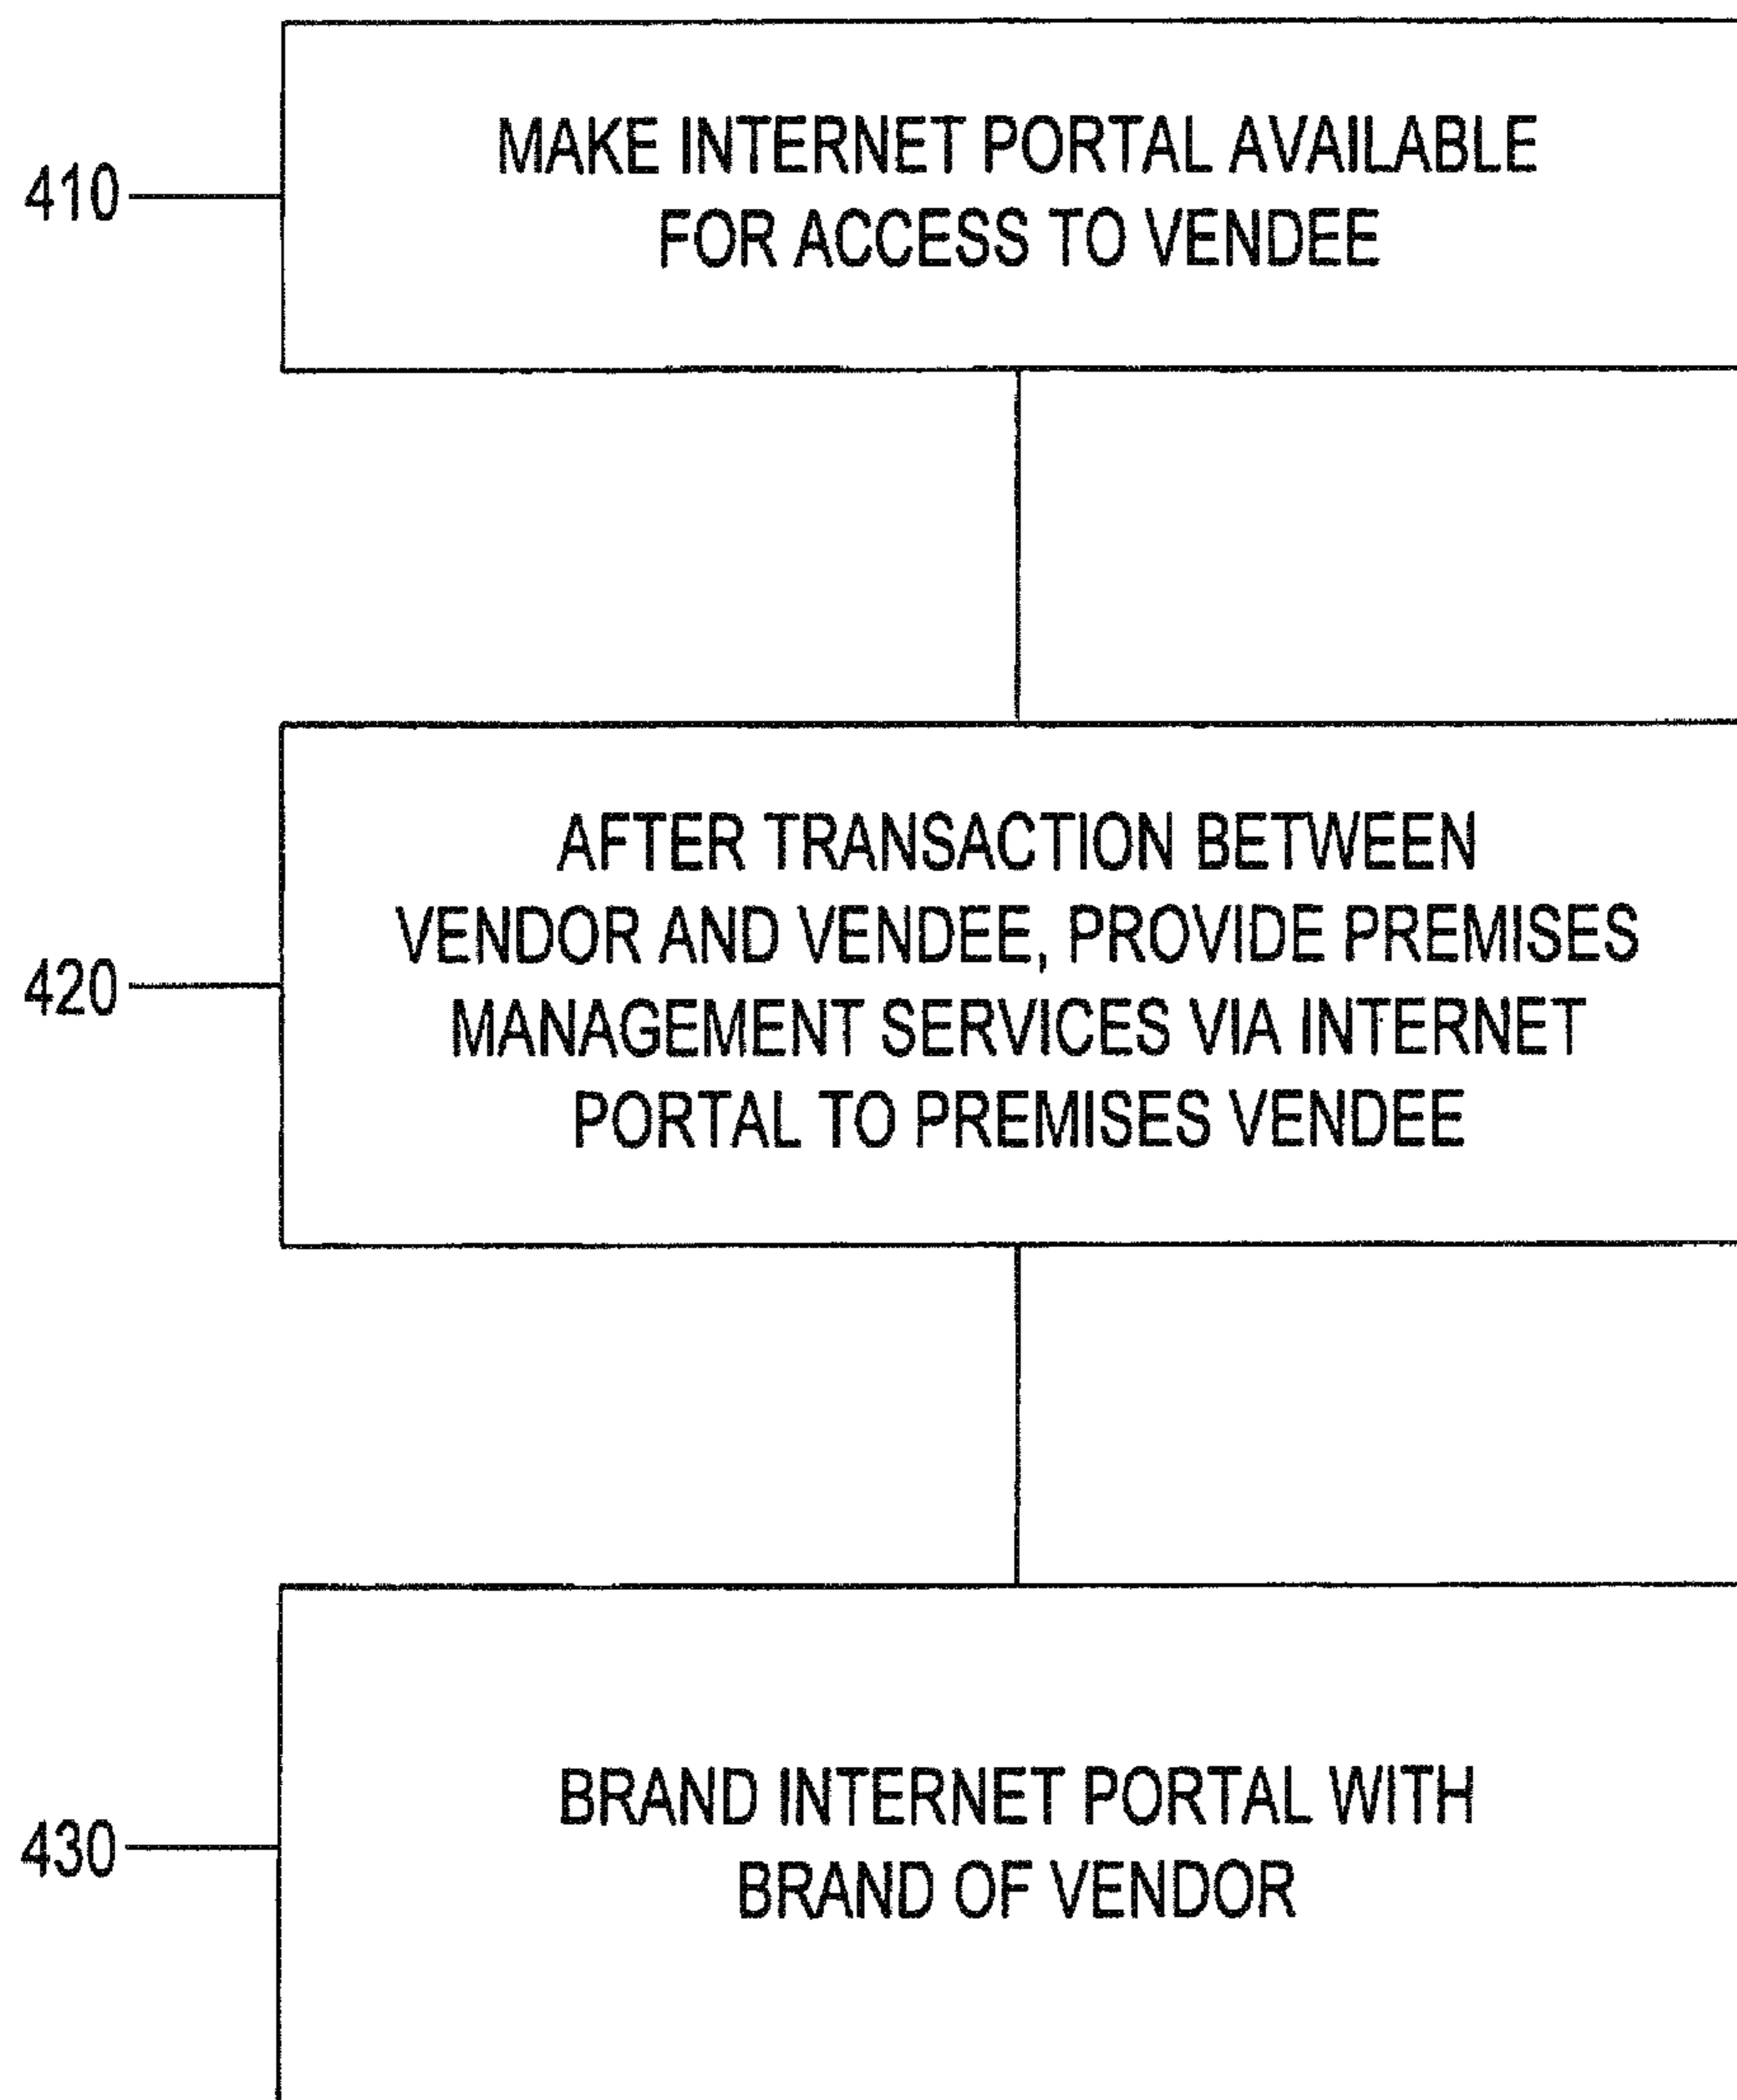 410
MAKE INTERNET PORTAL AVAILABLE
FOR ACCESS TO VENDEE
420
AFTER TRANSACTION BETWEEN
VENDOR AND VENDEE, PROVIDE PREMISES
MANAGEMENT SERVICES VIA INTERNET
PORTAL TO PREMISES VENDEE
430
BRAND INTERNET PORTAL WITH
BRAND OF VENDOR